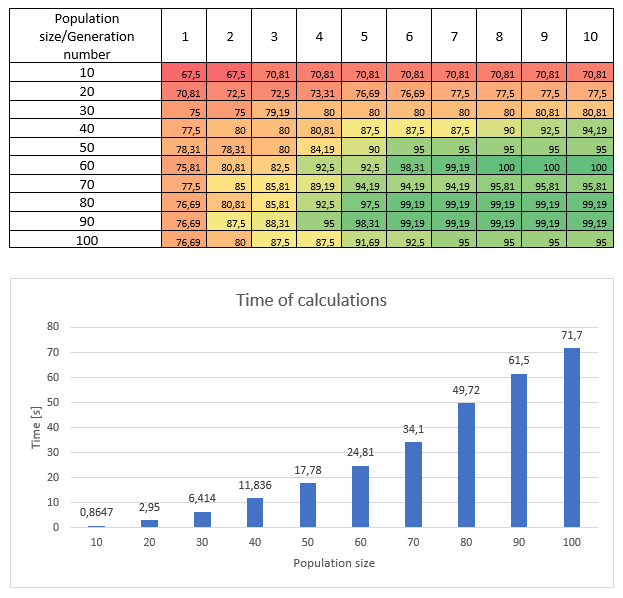 Population
size/Generation
number
1 2 3 4 5 6 7 8 9 10
10 67,5 67,5 70,81 70,81 70,81 70,81 70,81 70,81 70,81 70,81
20 70,81 72,5 72,5 73,31 76,69 76,69 77,5 77,5 77,5 77,5
30 75 75 79,19 80 80 80 80 80 80,81 80,81
40 77,5 80 80 80,81 87,5 87,5 87,5 90 92,5 94,19
50 78,31 78,31 80 84,19 90 95 95 95 95 95
60 75,81 80,81 82,5 92,5 92,5 98,31 99,19 100 100 100
70 77,5 85 85,81 89,19 94,19 94,19 94,19 95,81 95,81 95,81
80 76,69 80,81 85,81 92,5 97,5 99,19 99,19 99,19 99,19 99,19
90 76,69 87,5 88,31 95 98,31 99,19 99,19 99,19 99,19 99,19
100 76,69 80 87,5 87,5 91,69 92,5 95 95 95 95
Time of calculations
80
70
60
50
40
30
20
10
0
Time [s]
0,8647
2,95
6,414
11,836
17,78
24,81
34,1
49,72
61,5
71,7
10 20 30 40 50 60 70 80 90 100
Population size